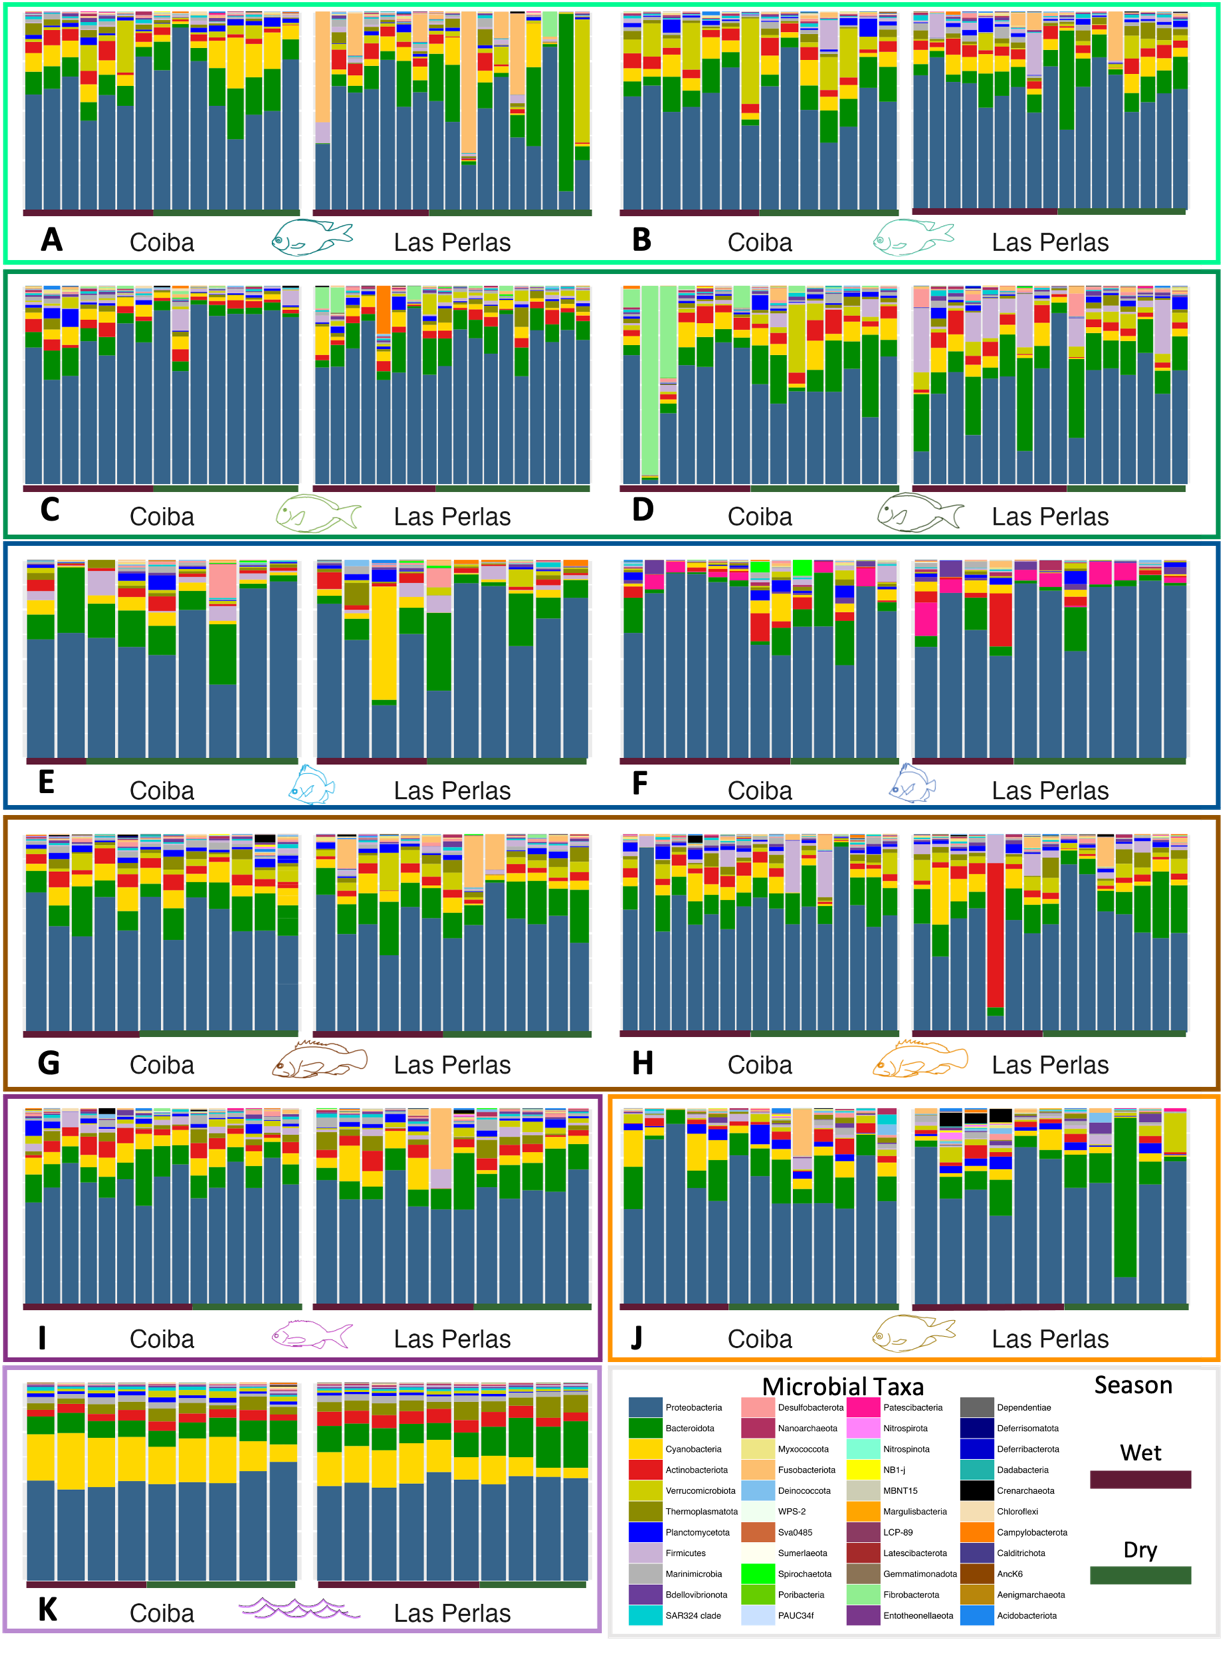 A Coiba Las Perlas B Coiba Las Perlas
C Coiba Las Perlas D Coiba Las Perlas
E Coiba Las Perlas F Coiba Las Perlas
G Coiba Las Perlas H Coiba Las Perlas
I Coiba Las Perlas J Coiba Las Perlas
K Coiba Las Perlas
Microbial Taxa
Proteobacteria
Bacteroidota
Cyanobacteria
Actinobacteriota
Verrucomicrobiota
Thermoplasmatota
Planctomycetota
Firmicutes
Marinimicrobia
Bdellovibrionota
SAR324 clade
Desulfobacterota
Nanoarchaeota
Myxococcota
Fusobacteriota
Deinococcota
WPS-2
Sva0485
Sumerlaeota
Spirochaetota
Poribacteria
PAUC34f
Patescibacteria
Nitrospirota
Nitrospinota
NB1-j
MBNT15
Margulisbacteria
LCP-89
Latescibacterota
Gemmatimonadota
Fibrobacterota
Entotheonellaeota
Dependentiae
Deferrisomatota
Deferribacterota
Dadabacteria
Crenarchaeota
Chloroflexi
Campylobacterota
Calditrichota
AncK6
Aenigmarchaeota
Acidobacteriota
Season
Wet
Dry